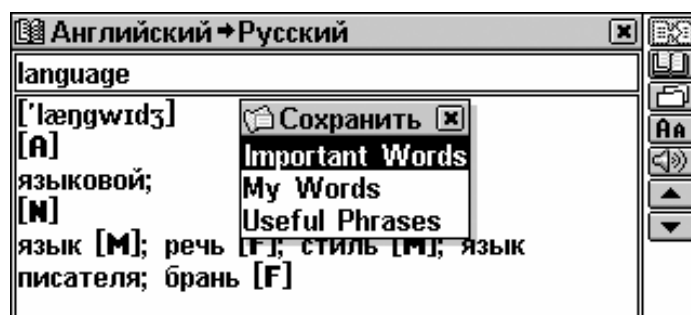 Английский→Русский
language
['læŋgwɪdʒ]
[A]
языковой;
[N]
язык [M]; речь [F]; стиль [M]; язык
писателя; брань [F]
Сохранить
Important Words
My Words
Useful Phrases
AA